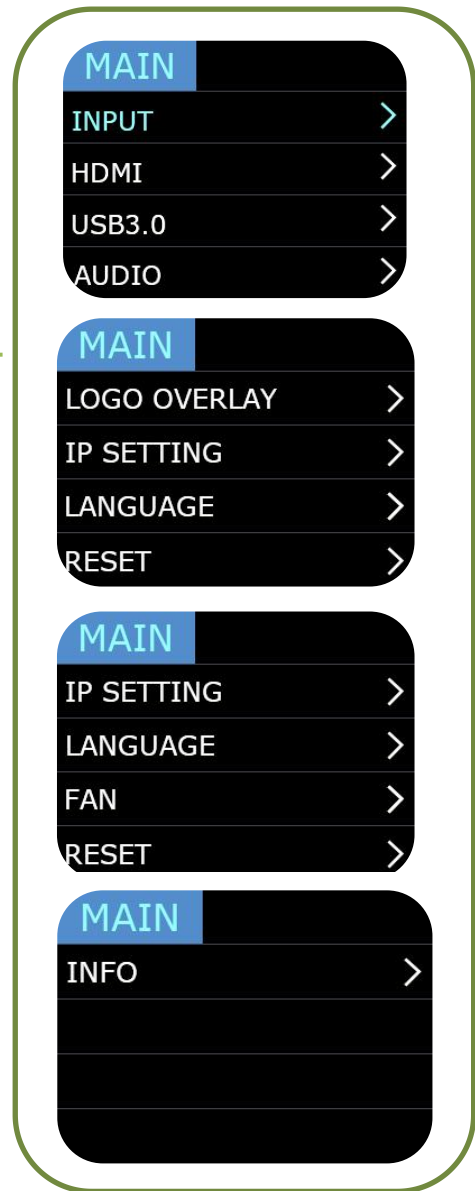 MAIN
INPUT
HDMI
USB3.0
AUDIO
MAIN
LOGO OVERLAY
IP SETTING
LANGUAGE
RESET
MAIN
IP SETTING
LANGUAGE
FAN
RESET
MAIN
INFO